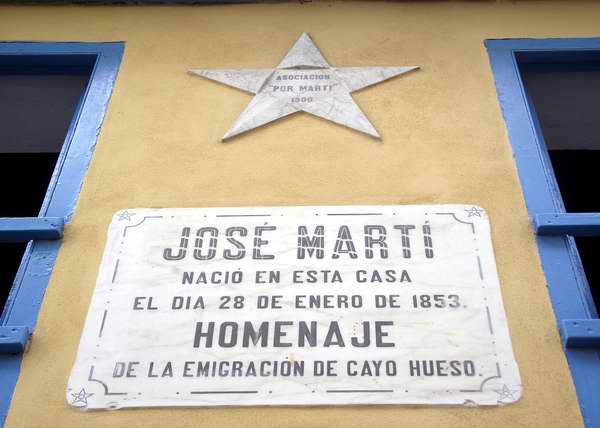 ASOCIACION
"POR MARTI"
1900
JOSÉ MARTÍ
NACIÓ EN ESTA CASA
EL DIA 28 DE ENERO DE 1853.
HOMENAJE
DE LA EMIGRACIÓN DE CAYO HUESO.